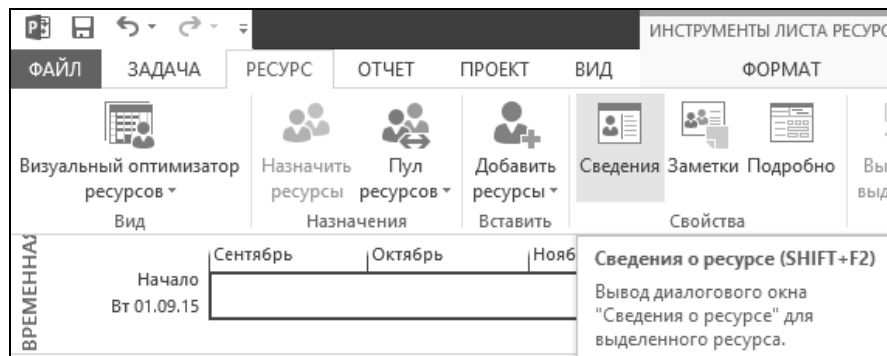 ИНСТРУМЕНТЫ ЛИСТА РЕСУРС
ФАЙЛ ЗАДАЧА РЕСУРС ОТЧЕТ ПРОЕКТ ВИД ФОРМАТ
Визуальный оптимизатор ресурсов
Назначить ресурсы
Пул ресурсов
Добавить ресурсы
Сведения Заметки Подробно
Вид Назначения Вставить Свойства
ВРЕМЕННАЯ
Сентябрь Октябрь Нояб
Начало
Вт 01.09.15
Сведения о ресурсе (SHIFT+F2)
Вывод диалогового окна
"Сведения о ресурсе" для
выделенного ресурса.